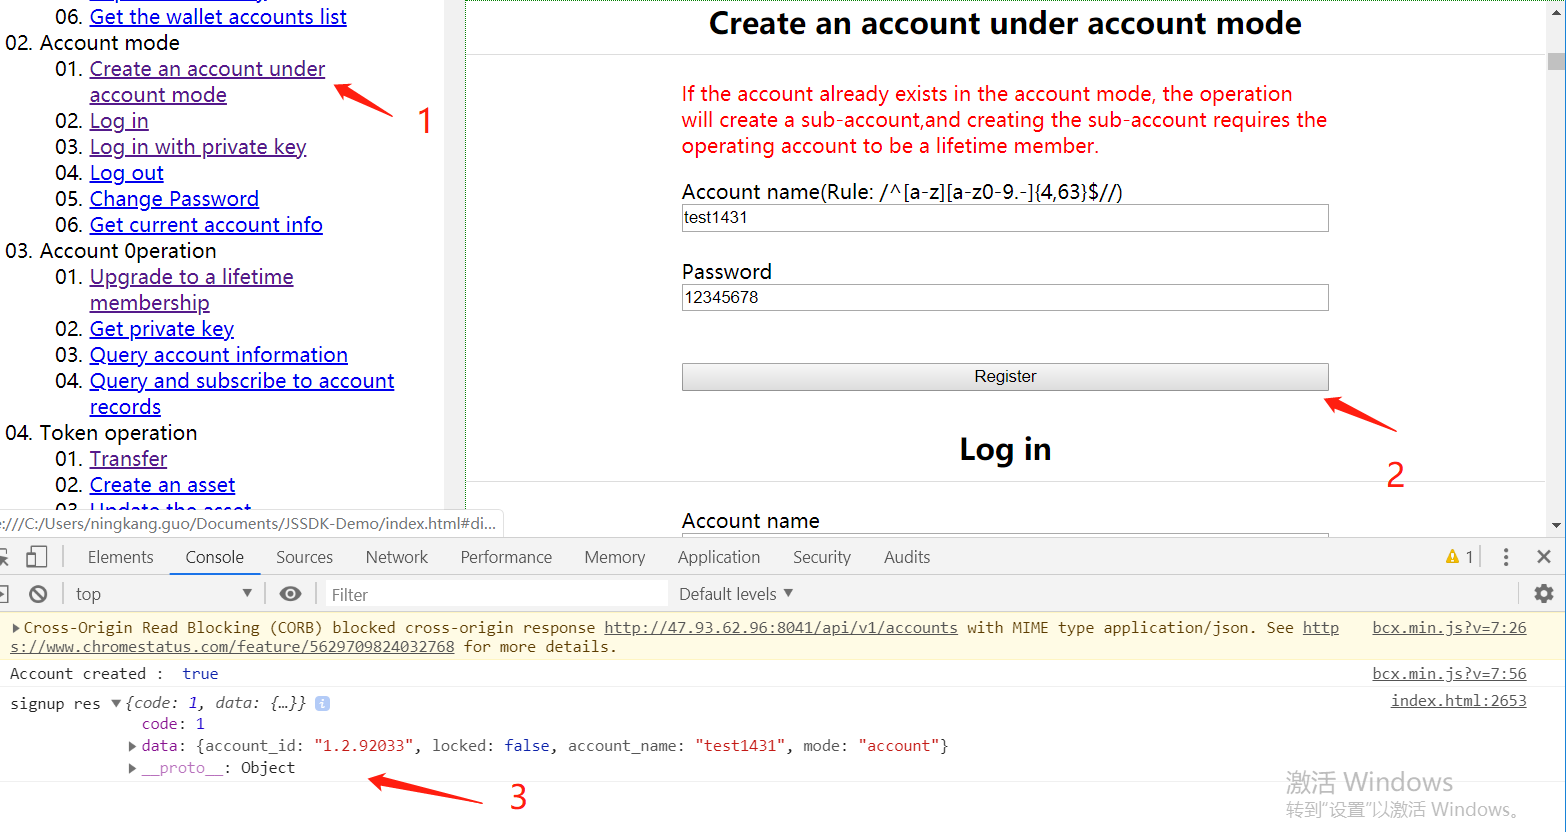 06. Get the wallet accounts list
02. Account mode
01. Create an account under
account mode
02. Log in
03. Log in with private key
04. Log out
05. Change Password
06. Get current account info
03. Account 0peration
01. Upgrade to a lifetime
membership
02. Get private key
03. Query account information
04. Query and subscribe to account
records
04. Token operation
01. Transfer
02. Create an asset
03. Update the asset
1
Create an account under account mode
If the account already exists in the account mode, the operation
will create a sub-account,and creating the sub-account requires the
operating account to be a lifetime member.
Account name(Rule: /^[a-z][a-z0-9.-]{4,63}$//)
test1431
Password
12345678
Register
2
Log in
Account name
e:///C:/Users/ningkang.guo/Documents/JSSDK-Demo/index.html#di...
Elements Console Sources Network Performance Memory Application Security Audits 1
top Filter Default levels
Cross-Origin Read Blocking (CORB) blocked cross-origin response http://47.93.62.96:8041/api/v1/accounts with MIME type application/json. See http bcx.min.js?v=7:26
s://www.chromestatus.com/feature/5629709824032768 for more details.
Account created : true bcx.min.js?v=7:56
signup res {code: 1, data: {…}} i index.html:2653
code: 1
data: {account_id: "1.2.92033", locked: false, account_name: "test1431", mode: "account"}
__proto__: Object
3
激活 Windows
转到“设置”以激活 Windows。